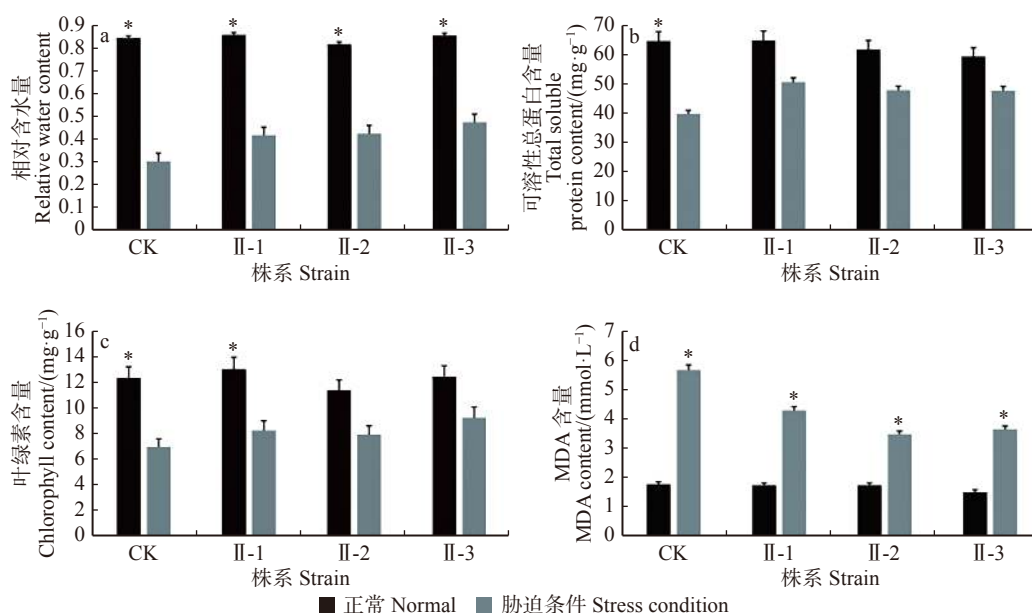 a
相对含水量
Relative water content
0.9
0.8
0.7
0.6
0.5
0.4
0.3
0.2
0.1
0
* * * *
CK Ⅱ-1 Ⅱ-2 Ⅱ-3
株系 Strain
b
可溶性总蛋白含量
Total soluble
protein content/(mg·g⁻¹)
70
60
50
40
30
20
10
0
*
CK Ⅱ-1 Ⅱ-2 Ⅱ-3
株系 Strain
c
叶绿素含量
Chlorophyll content/(mg·g⁻¹)
16
14
12
10
8
6
4
2
0
* *
CK Ⅱ-1 Ⅱ-2 Ⅱ-3
株系 Strain
d
MDA 含量
MDA content/(mmol·L⁻¹)
7
6
5
4
3
2
1
0
* * * *
CK Ⅱ-1 Ⅱ-2 Ⅱ-3
株系 Strain
正常 Normal 胁迫条件 Stress condition